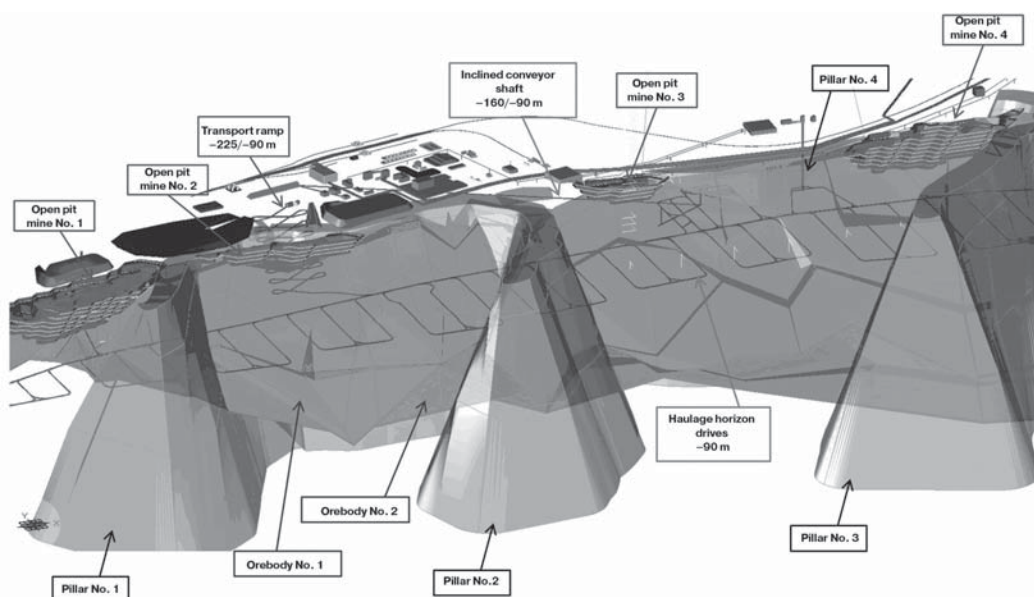 Open pit
mine No. 4
Inclined conveyor
shaft
–160/–90 m
Open pit
mine No. 3
Pillar No. 4
Transport ramp
–225/–90 m
Open pit
mine No. 2
Open pit
mine No. 1
Haulage horizon
drives
–90 m
Orebody No. 2
Orebody No. 1
Pillar No. 3
Pillar No. 1
Pillar No.2
Y
X